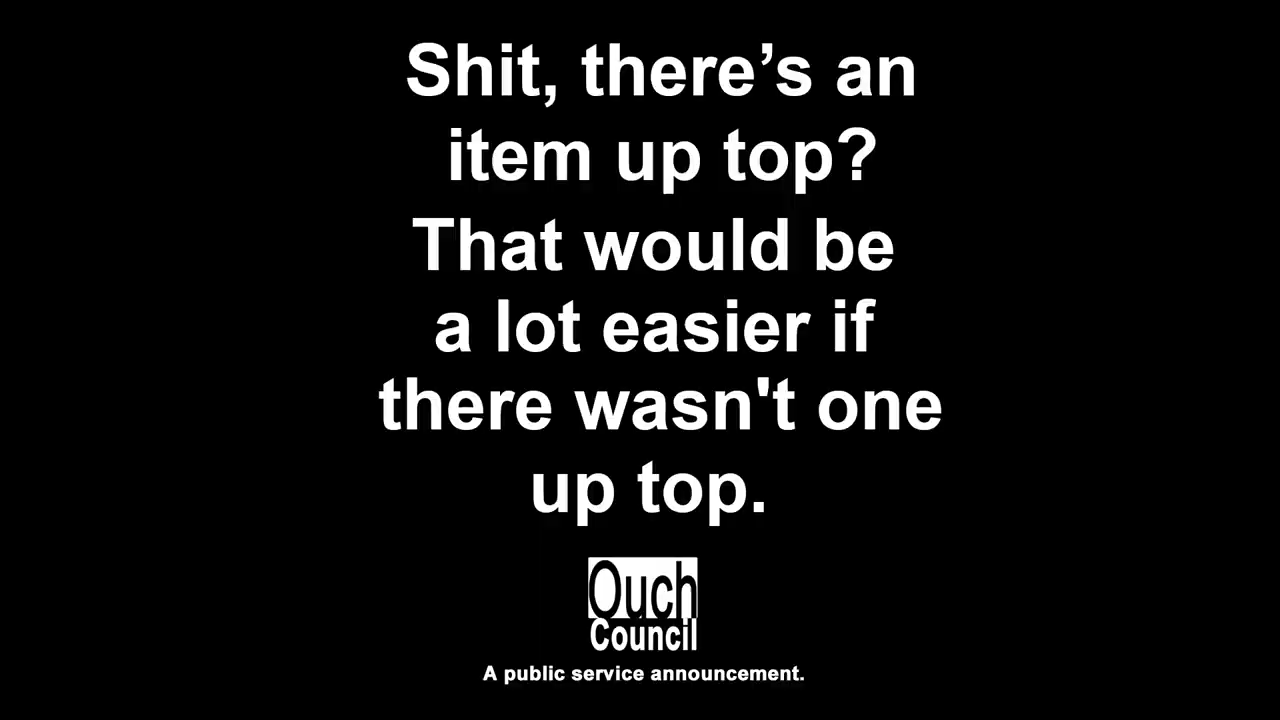 Shit, there’s an
item up top?
That would be
a lot easier if
there wasn't one
up top.
Ouch
Council
A public service announcement.